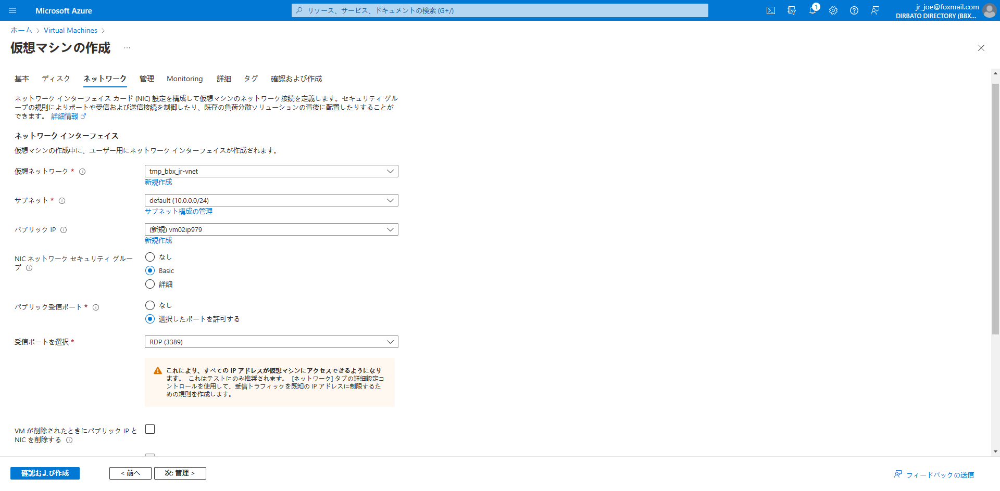 Microsoft Azure
リソース、サービス、ドキュメントの検索 (G+/)
1
jr_joe@foxmail.com
DIRBATO DIRECTORY (BBX...
ホーム > Virtual Machines >
仮想マシンの作成 ...
基本 ディスク ネットワーク 管理 Monitoring 詳細 タグ 確認および作成
ネットワーク インターフェイス カード (NIC) 設定を構成して仮想マシンのネットワーク接続を定義します。セキュリティ グル
ープの規則によりポートや受信および送信接続を制御したり、既存の負荷分散ソリューションの背後に配置したりすることが
できます。 詳細情報
ネットワーク インターフェイス
仮想マシンの作成中に、ユーザー用にネットワーク インターフェイスが作成されます。
仮想ネットワーク * tmp_bbx_jr-vnet
新規作成
サブネット * default (10.0.0.0/24)
サブネット構成の管理
パブリック IP (新規) vm02ip979
新規作成
NIC ネットワーク セキュリティ グルー
プ
なし
Basic
詳細
パブリック受信ポート *
なし
選択したポートを許可する
受信ポートを選択 * RDP (3389)
これにより、すべての IP アドレスが仮想マシンにアクセスできるようになり
ます。 これはテストにのみ推奨されます。 [ネットワーク] タブの詳細設定コ
ントロールを使用して、受信トラフィックを既知の IP アドレスに制限するた
めの規則を作成します。
VM が削除されたときにパブリック IP と
NIC を削除する
確認および作成 < 前へ 次: 管理 > フィードバックの送信